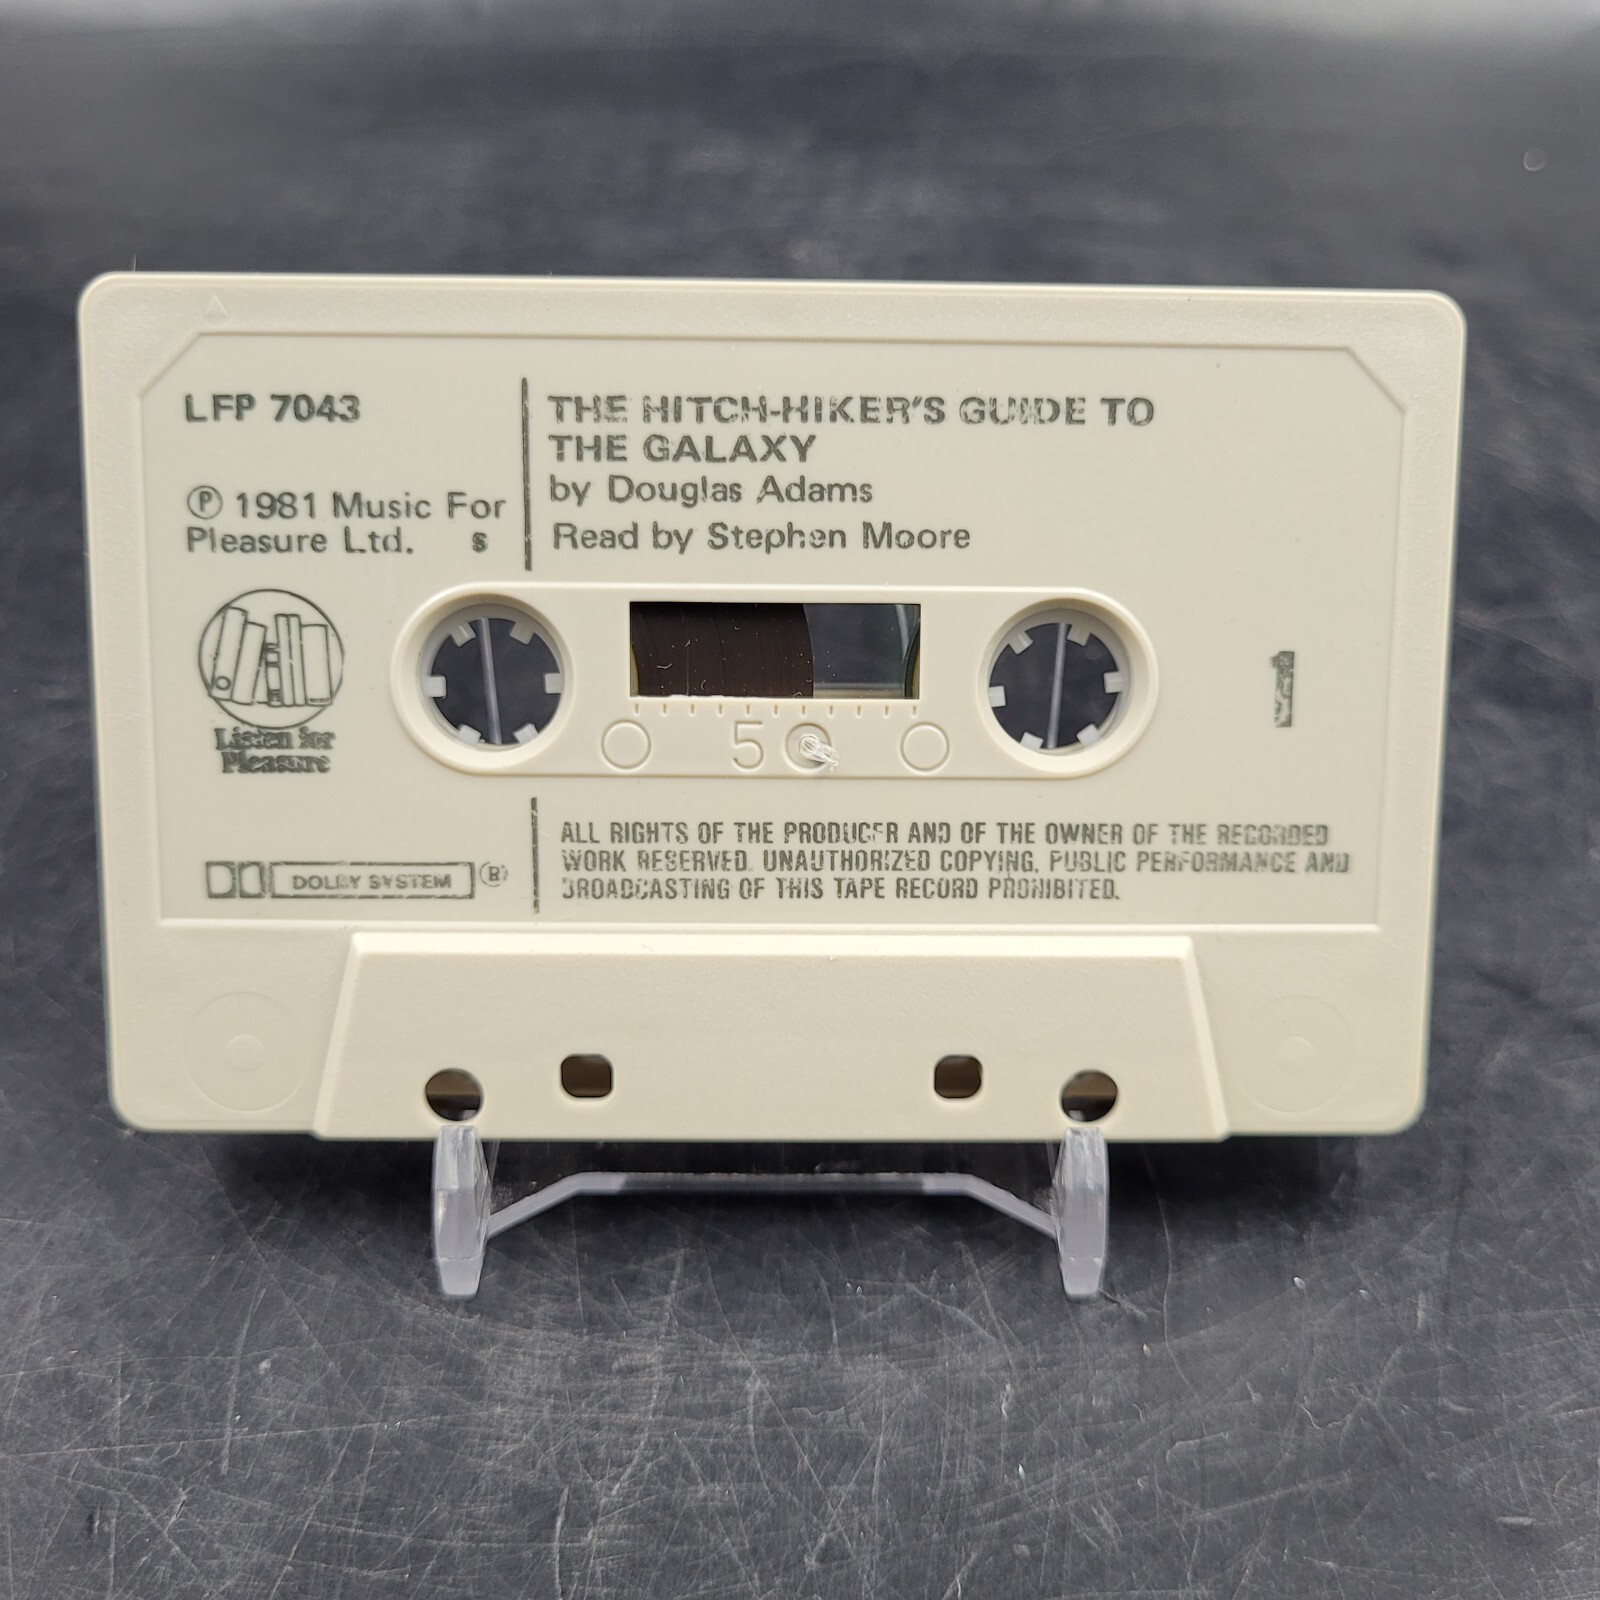 LFP 7043
Ⓟ 1981 Music For
Pleasure Ltd. s
THE HITCH-HIKER'S GUIDE TO
THE GALAXY
by Douglas Adams
Read by Stephen Moore
Listen for
Pleasure
5
1
DOLBY SYSTEM ®
ALL RIGHTS OF THE PRODUCER AND OF THE OWNER OF THE RECORDED
WORK RESERVED. UNAUTHORIZED COPYING, PUBLIC PERFORMANCE AND
BROADCASTING OF THIS TAPE RECORD PROHIBITED.